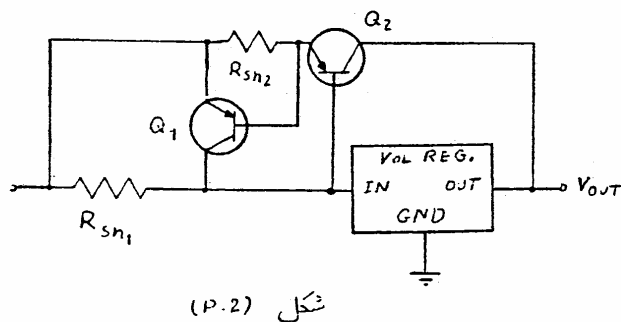 Q2
Rsn2
Q1
VOL REG.
IN OUT
GND
VOUT
Rsn1
شکل (P.2)